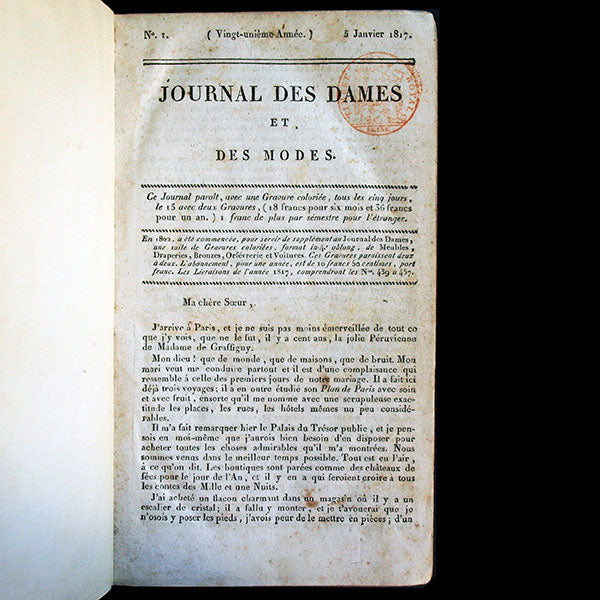 No. 1. ( Vingt-unième Année. ) 5 Janvier 1817.
JOURNAL DES DAMES
ET
DES MODES.
SEINE
Ce Journal paroît, avec une Gravure coloriée, tous les cinq jours,
le 15 avec deux Gravures, (18 francs pour six mois et 36 francs
pour un an.) 1 franc de plus par sémestre pour l'étranger.
En 1802, a été commencée, pour servir de supplément au Journal des Dames,
une suite de Gravures coloriées, format in-4º oblong, de Meubles,
Draperies, Bronzes, Orfévrerie et Voitures. Ces Gravures paroissent deux
à deux. L'abonnement, pour une année, est de 10 francs 50 centimes, port
franc. Les Livraisons de l'année 1817, comprendront les Nos. 439 à 457.
Ma chère Sœur,
J'arrive à Paris, et je ne suis pas moins émerveillée de tout ce
que j'y vois, que ne le fut, il y a cent ans, la jolie Péruvienne
de Madame de Graffigny.
Mon dieu ! que de monde, que de maisons, que de bruit. Mon
mari veut me conduire partout et il est d'une complaisance qui
ressemble à celle des premiers jours de notre mariage. Il a fait ici
déjà trois voyages; il a en outre étudié son Plan de Paris avec soin
et avec fruit, ensorte qu'il me nomme avec une scrupuleuse exac-
titude les places, les rues, les hôtels mêmes un peu considé-
rables.
Il m'a fait remarquer hier le Palais du Trésor public, et je pen-
sois en moi-même que j'aurois bien besoin d'en disposer pour
acheter toutes les choses admirables qu'il m'a montrées. Nous
sommes venus dans le meilleur temps possible. Tout est en l'air,
à ce qu'on dit. Les boutiques sont parées comme des châteaux de
fées pour le jour de l'An, et il y en a qui feroient croire à tous
les contes des Mille et une Nuits.
J'ai acheté un flacon charmant dans un magasin où il y a un
escalier de cristal; il a fallu y monter, et je t'avouerai que je
n'osois y poser les pieds, j'avois peur de le mettre en pièces; d'un